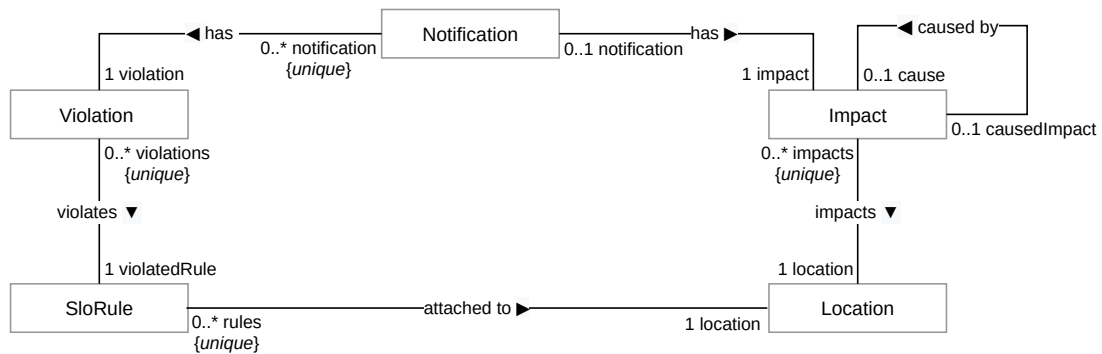 Notification
◀ has
has ▶
◀ caused by
0..* notification
{unique}
0..1 notification
1 violation
1 impact
0..1 cause
Violation
Impact
0..1 causedImpact
0..* violations
{unique}
0..* impacts
{unique}
violates ▼
impacts ▼
1 violatedRule
1 location
SloRule
attached to ▶
Location
0..* rules
{unique}
1 location